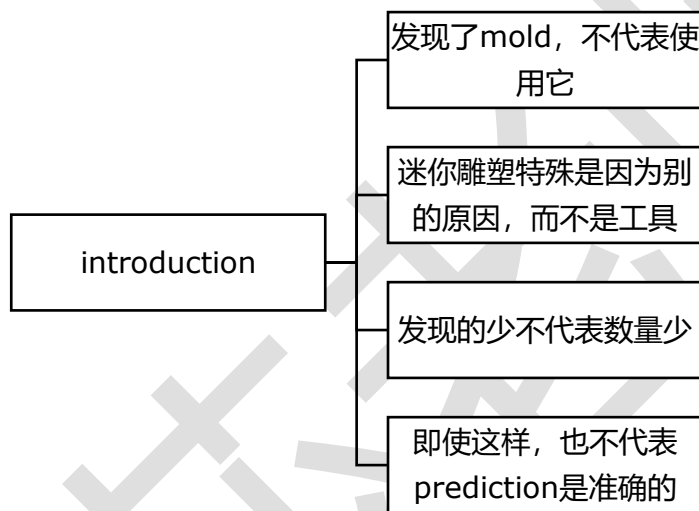 introduction
发现了mold，不代表使
用它
迷你雕塑特殊是因为别
的原因，而不是工具
发现的少不代表数量少
即使这样，也不代表
prediction是准确的